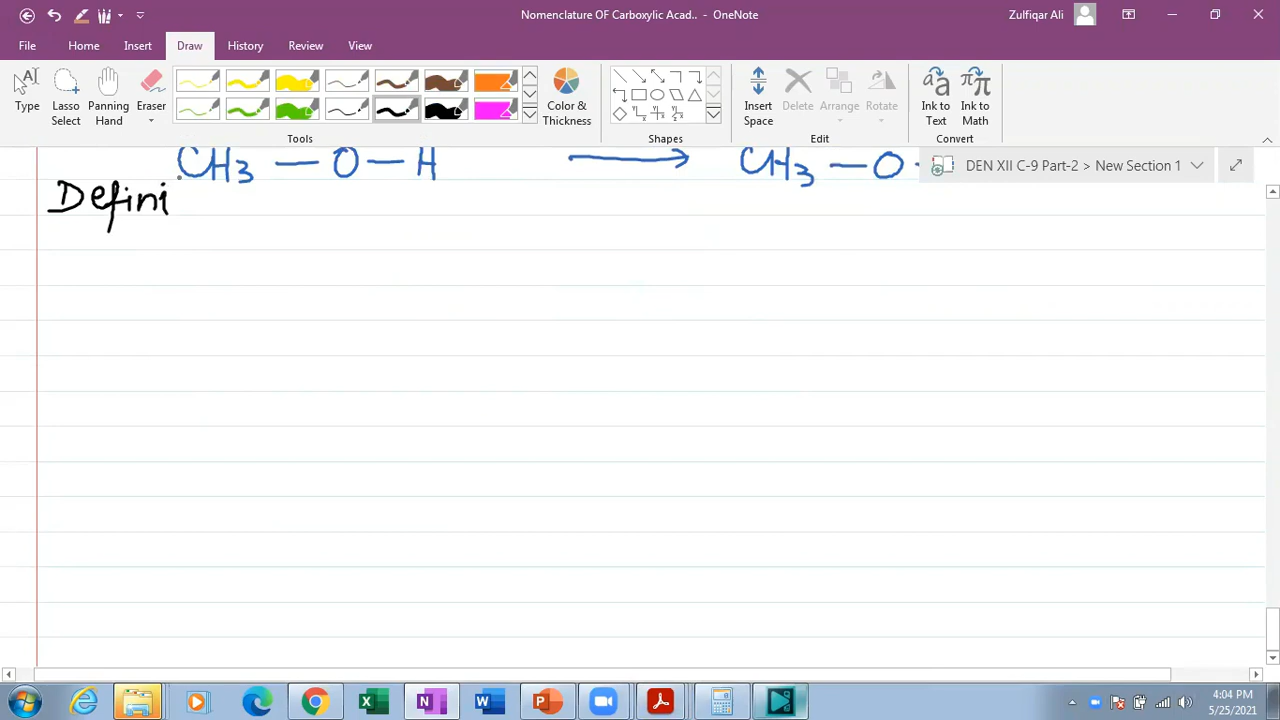 Nomenclature OF Carboxylic Acad.. - OneNote
Zulfiqar Ali
File Home Insert Draw History Review View
Type Lasso Select Panning Hand Eraser Color & Thickness Insert Space Delete Arrange Rotate Ink to Text Ink to Math
Tools Shapes Edit Convert
CH3 — O — H ⟶ CH3 — O -
DEN XII C-9 Part-2 > New Section 1
Defini
4:04 PM
5/25/2021